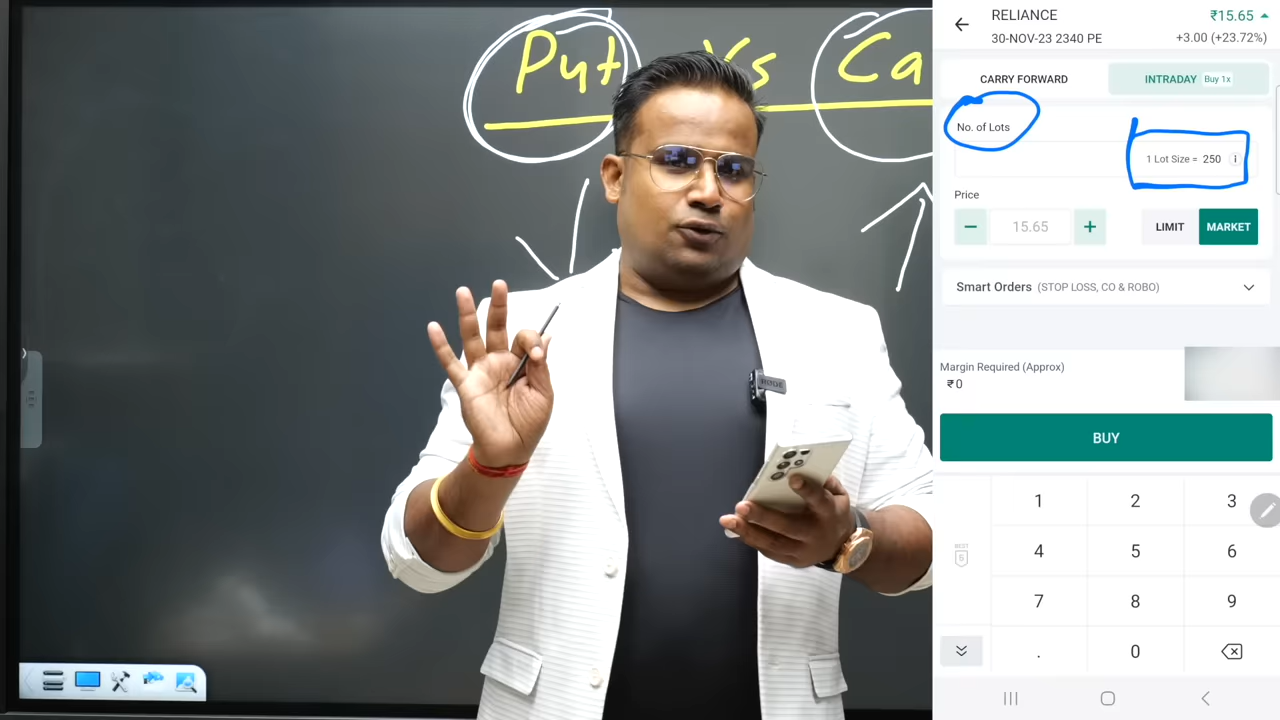 Put Vs Ca
RELIANCE
₹15.65
30-NOV-23 2340 PE
+3.00 (+23.72%)
CARRY FORWARD
INTRADAY Buy 1x
No. of Lots
1 Lot Size = 250 i
Price
− 15.65 +
LIMIT MARKET
Smart Orders (STOP LOSS, CO & ROBO)
Margin Required (Approx)
₹0
BUY
1 2 3
BEST
5
4 5 6
7 8 9
. 0